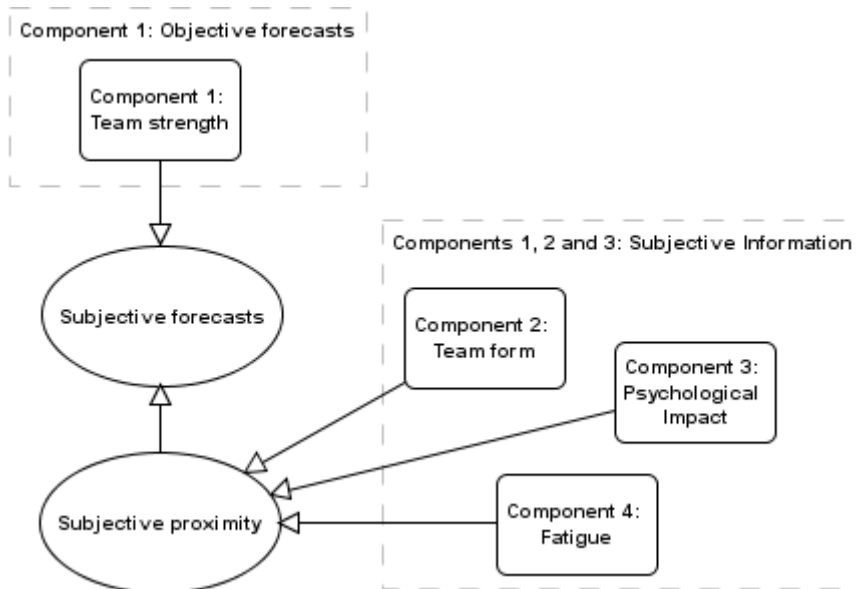 Component 1: Objective forecasts
Component 1:
Team strength
Subjective forecasts
Components 1, 2 and 3: Subjective Information
Component 2:
Team form
Component 3:
Psychological
Impact
Subjective proximity
Component 4:
Fatigue